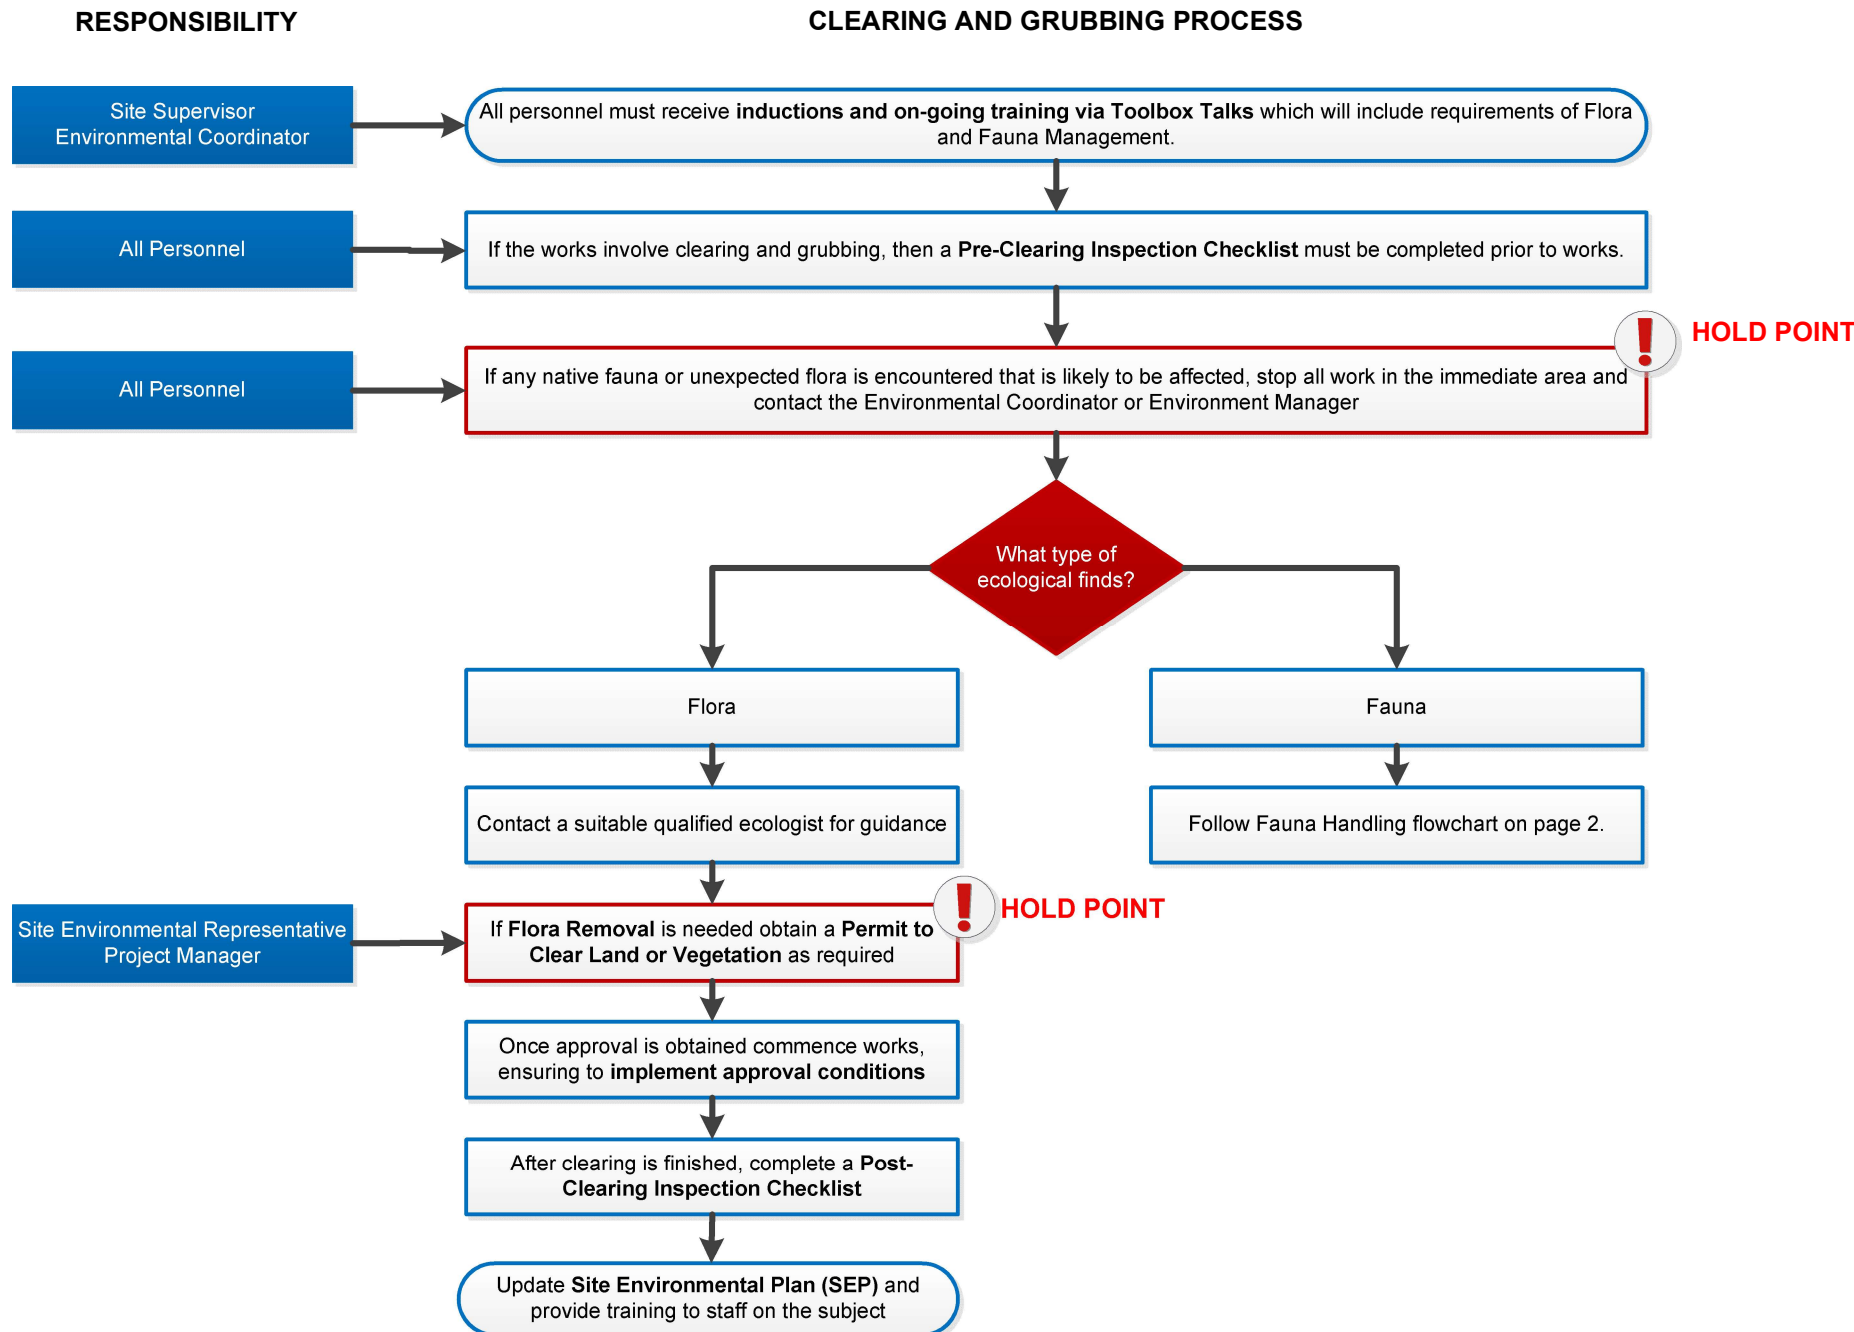 RESPONSIBILITY
CLEARING AND GRUBBING PROCESS
Site Supervisor
Environmental Coordinator
All personnel must receive inductions and on-going training via Toolbox Talks which will include requirements of Flora
and Fauna Management.
All Personnel
If the works involve clearing and grubbing, then a Pre-Clearing Inspection Checklist must be completed prior to works.
HOLD POINT
All Personnel
If any native fauna or unexpected flora is encountered that is likely to be affected, stop all work in the immediate area and
contact the Environmental Coordinator or Environment Manager
What type of
ecological finds?
Flora
Fauna
Contact a suitable qualified ecologist for guidance
Follow Fauna Handling flowchart on page 2.
HOLD POINT
Site Environmental Representative
Project Manager
If Flora Removal is needed obtain a Permit to
Clear Land or Vegetation as required
Once approval is obtained commence works,
ensuring to implement approval conditions
After clearing is finished, complete a Post-
Clearing Inspection Checklist
Update Site Environmental Plan (SEP) and
provide training to staff on the subject